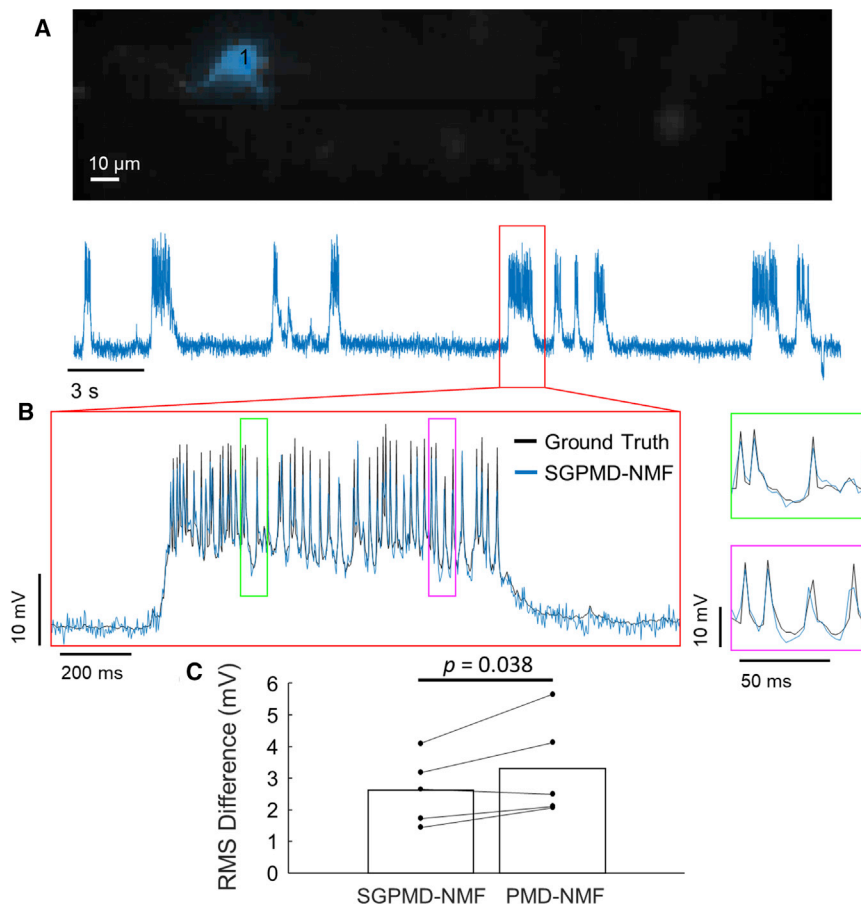 A
1
10 µm
3 s
B
Ground Truth
SGPMD-NMF
10 mV
200 ms
10 mV
50 ms
C
p = 0.038
RMS Difference (mV)
6
5
4
3
2
1
0
SGPMD-NMF
PMD-NMF